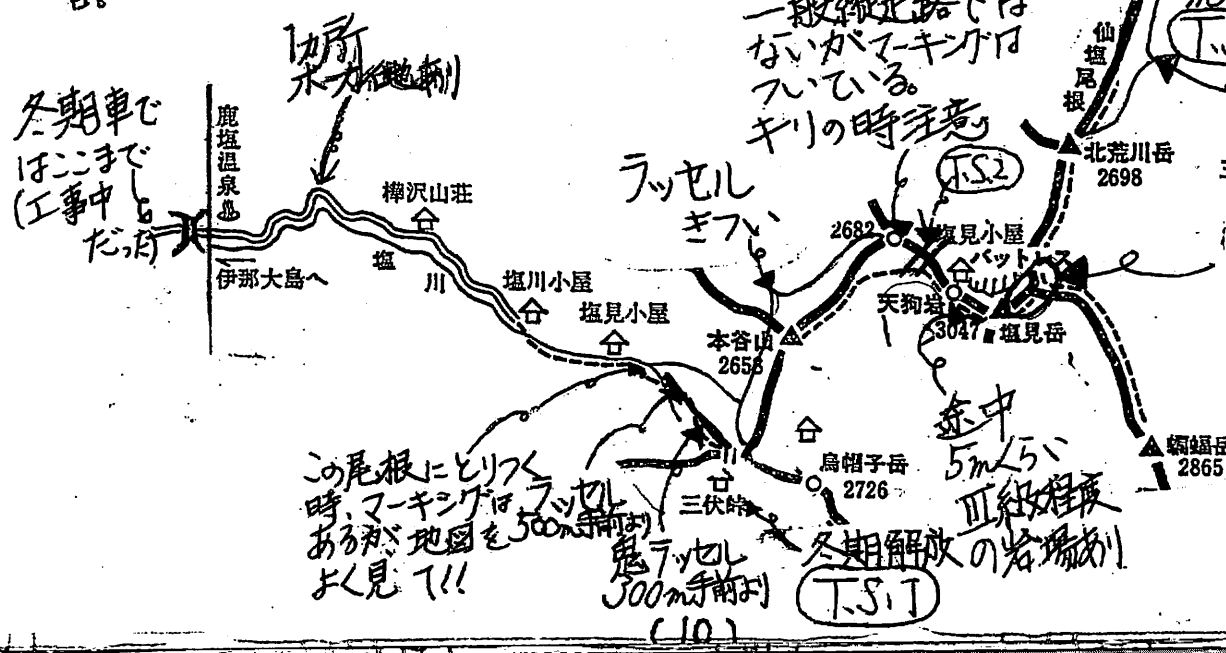 冬期車で
はここまで
(工事中
だった)
1カ所
鹿塩温泉
伊那大島へ
樺沢山荘
塩川
塩川小屋
塩見小屋
ラッセル
きつい
一般縦走路では
ないがマーキングは
ついている。
キリの時注意
T.S.2
仙塩尾根
北荒川岳
2698
2682
塩見小屋
バットレス
天狗岩
3047 塩見岳
本谷山
2658
烏帽子岳
2726
三伏峠
蝙蝠岳
2865
この尾根にとりつく
時、マーキングは
あるが地図を
よく見て!!
ラッセル
500m手前より
鬼ラッセル
300m手前より
冬期解放
T.S.1
途中
5mくらい
III級程度
の岩場あり
(10)